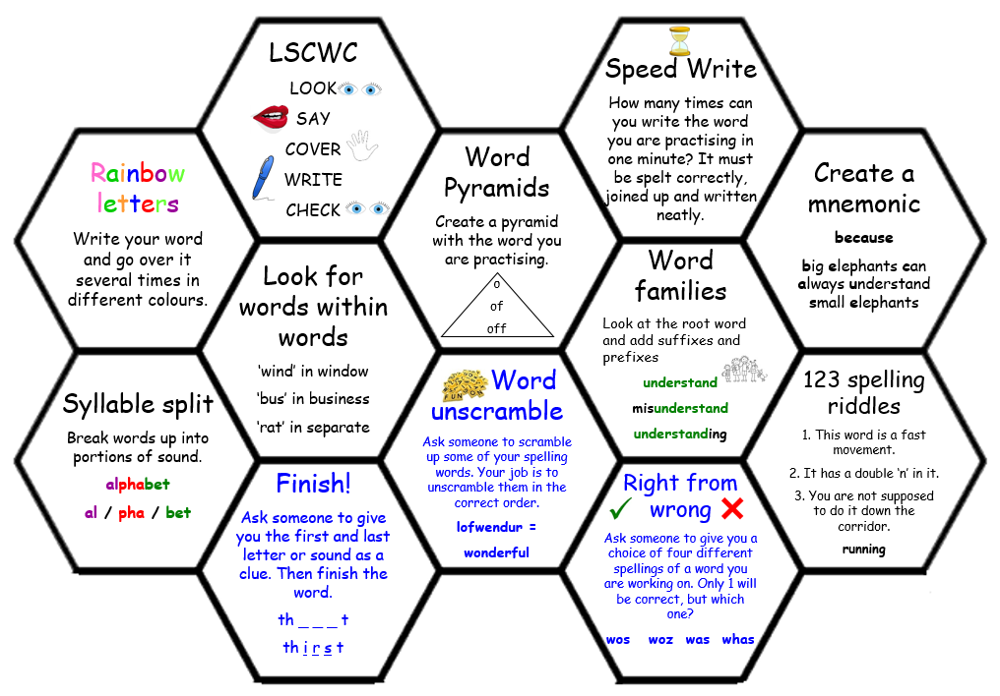 LSCWC
LOOK
SAY
COVER
WRITE
CHECK
Speed Write
How many times can
you write the word
you are practising in
one minute? It must
be spelt correctly,
joined up and written
neatly.
Rainbow
letters
Write your word
and go over it
several times in
different colours.
Word
Pyramids
Create a pyramid
with the word you
are practising.
o
of
off
Create a
mnemonic
because
big elephants can
always understand
small elephants
Look for
words within
words
'wind' in window
'bus' in business
'rat' in separate
Word
families
Look at the root word
and add suffixes and
prefixes
understand
misunderstand
understanding
Syllable split
Break words up into
portions of sound.
alphabet
al / pha / bet
Word
unscramble
Ask someone to scramble
up some of your spelling
words. Your job is to
unscramble them in the
correct order.
lofwendur =
wonderful
123 spelling
riddles
1. This word is a fast
movement.
2. It has a double 'n' in it.
3. You are not supposed
to do it down the
corridor.
running
Finish!
Ask someone to give
you the first and last
letter or sound as a
clue. Then finish the
word.
th _ _ _ t
th i r s t
Right from
wrong
Ask someone to give you a
choice of four different
spellings of a word you
are working on. Only 1 will
be correct, but which
one?
wos woz was whas